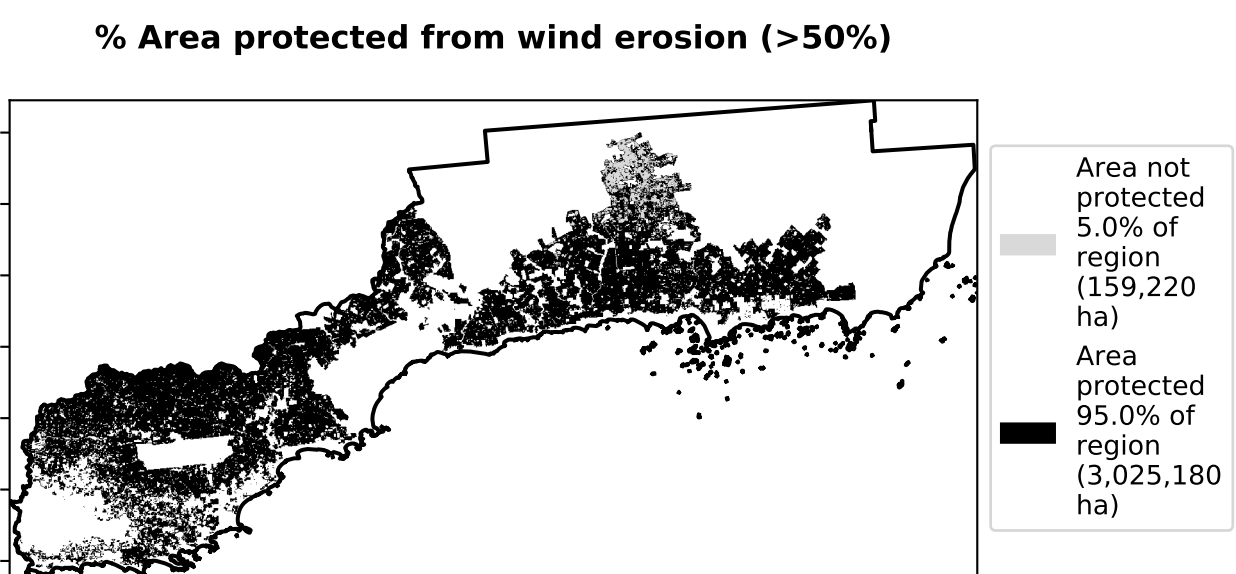 % Area protected from wind erosion (>50%)
Area not
protected
5.0% of
region
(159,220
ha)
Area
protected
95.0% of
region
(3,025,180
ha)